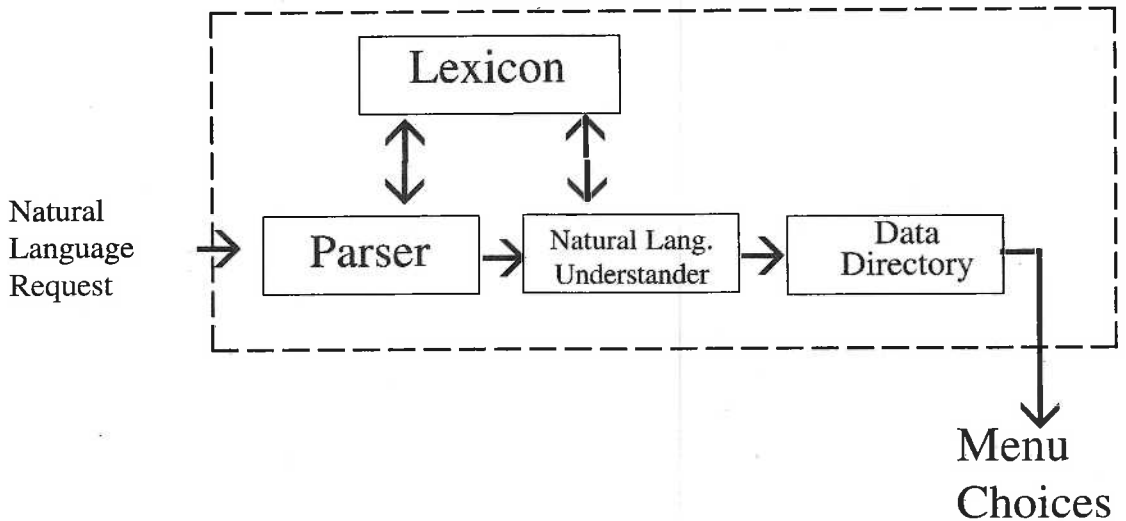 Lexicon
Natural
Language
Request
Parser
Natural Lang.
Understander
Data
Directory
Menu
Choices